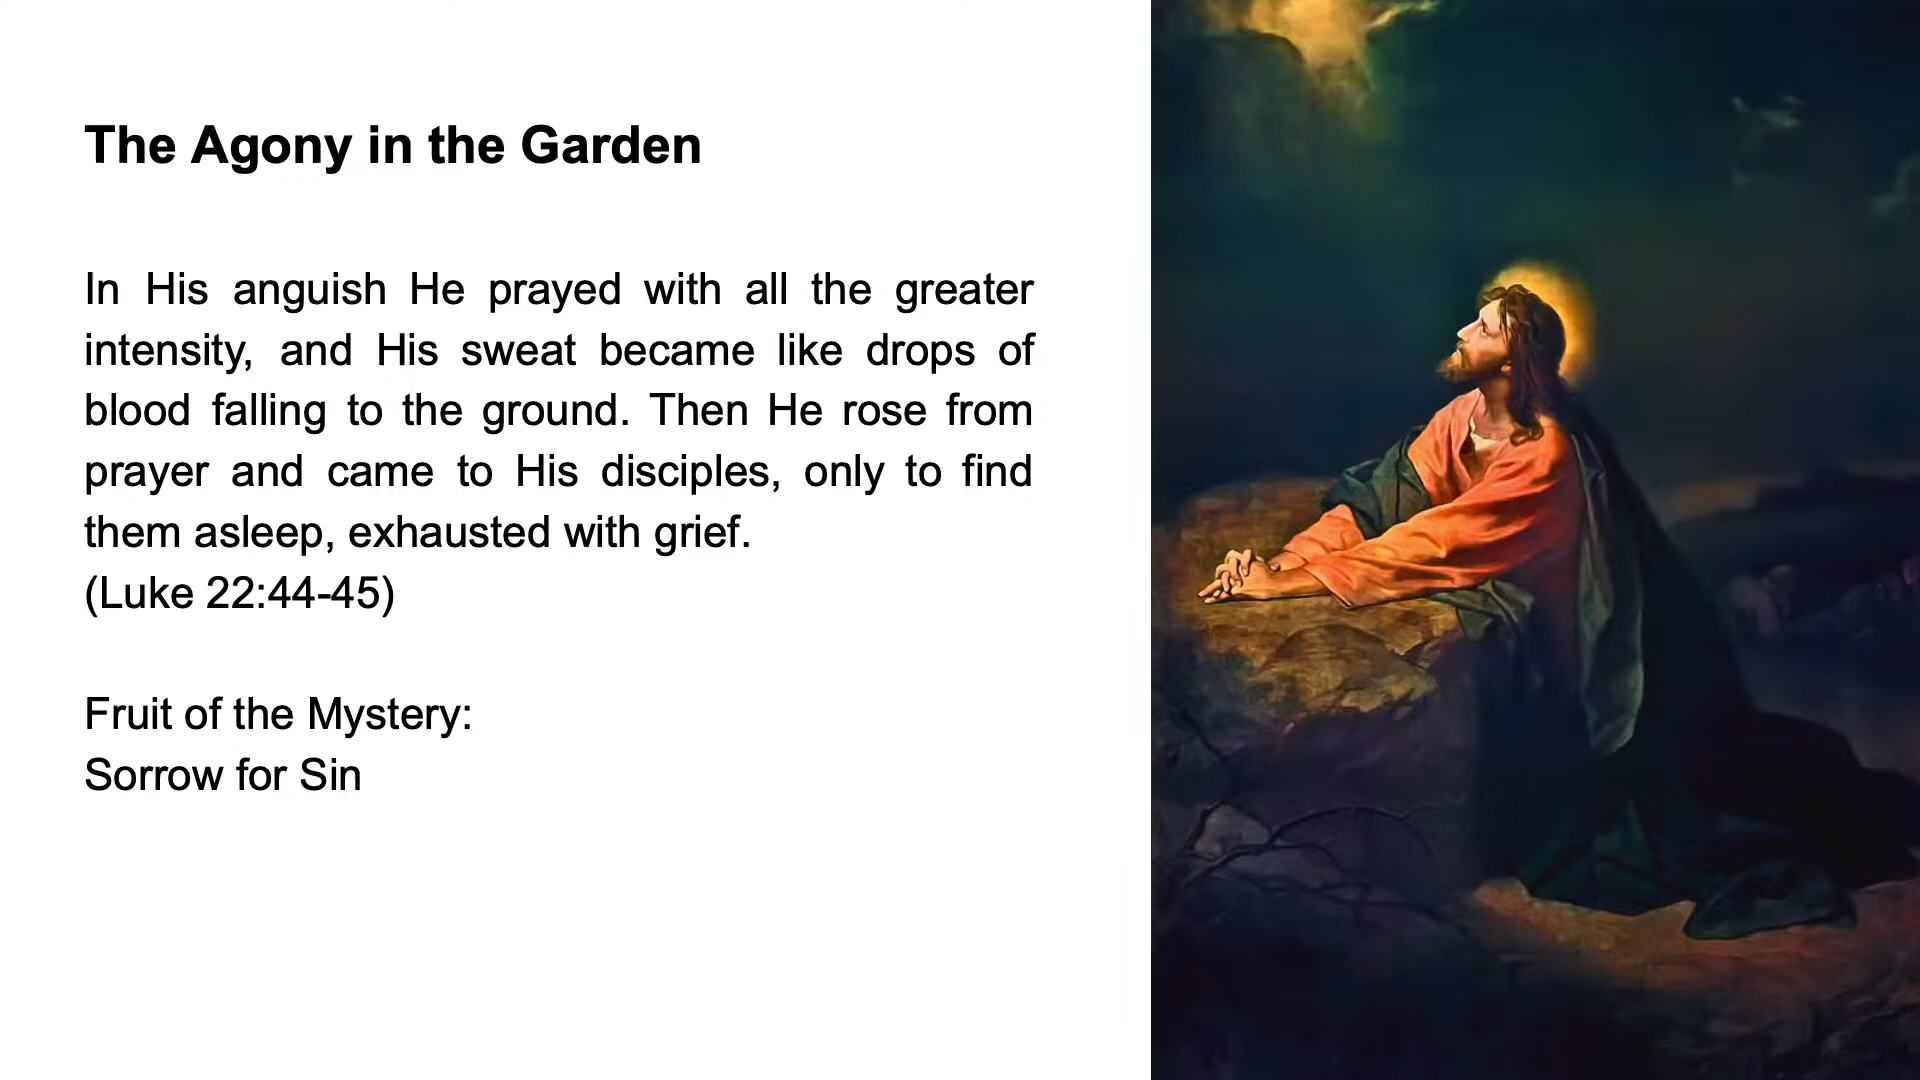 The Agony in the Garden
In His anguish He prayed with all the greater
intensity, and His sweat became like drops of
blood falling to the ground. Then He rose from
prayer and came to His disciples, only to find
them asleep, exhausted with grief.
(Luke 22:44-45)
Fruit of the Mystery:
Sorrow for Sin